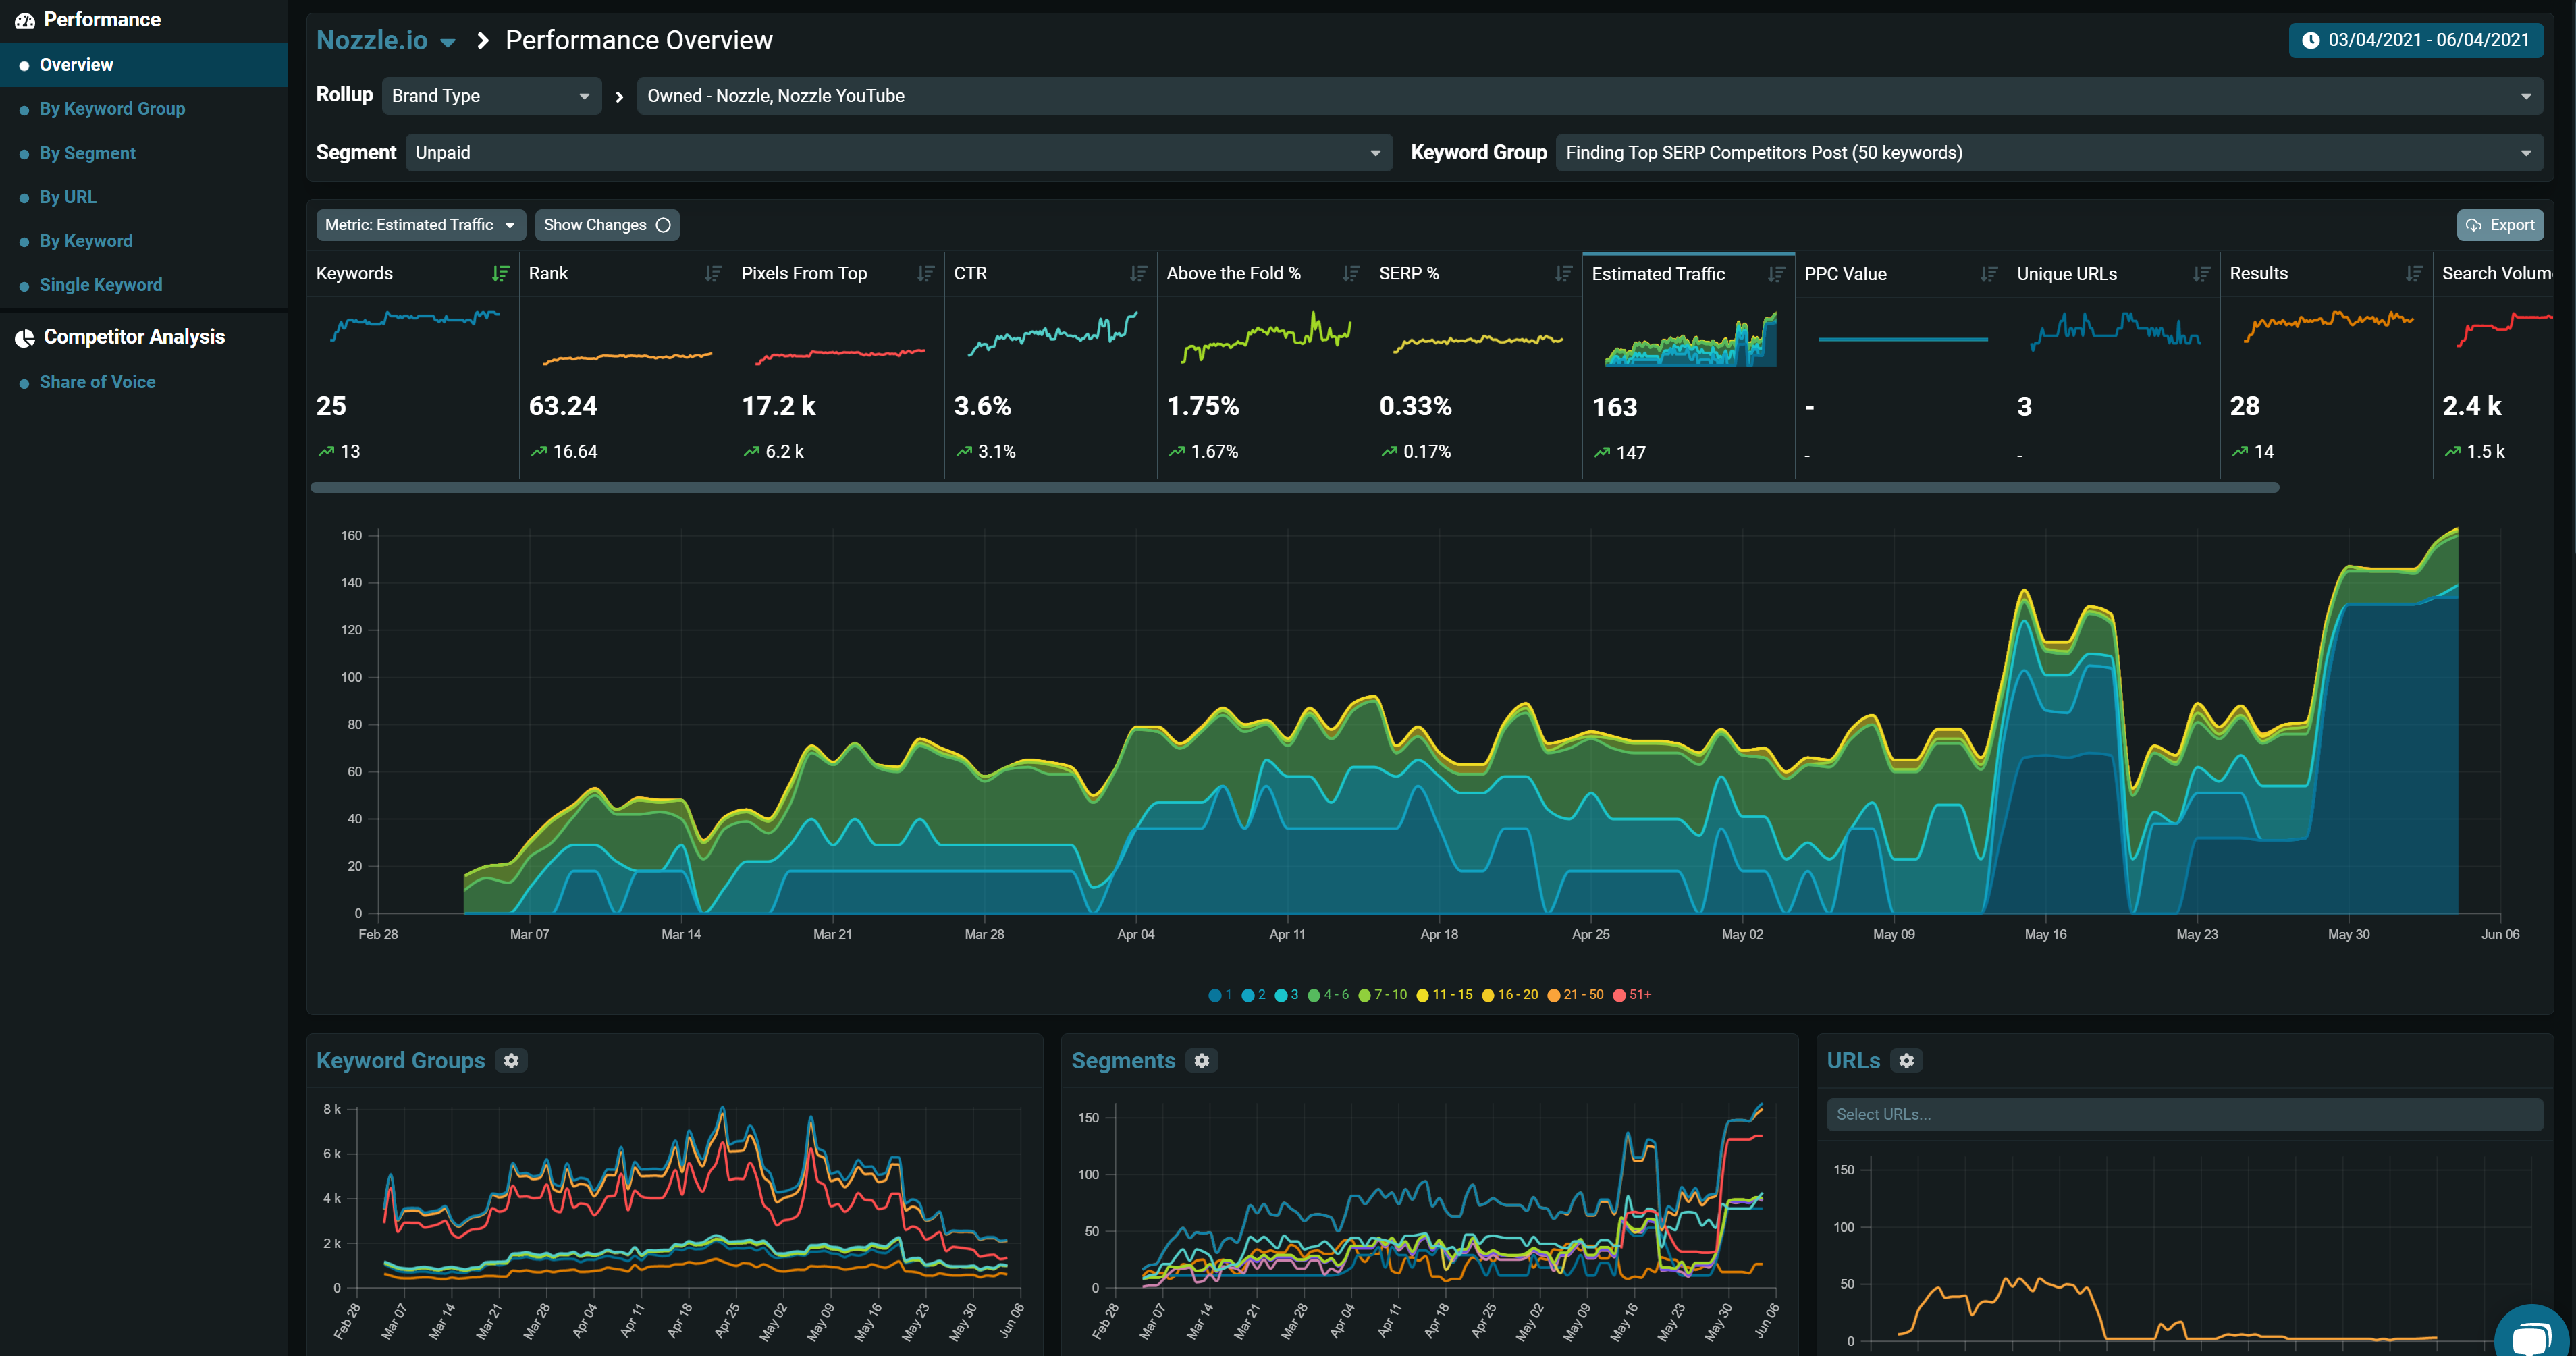 Performance
Overview
By Keyword Group
By Segment
By URL
By Keyword
Single Keyword
Competitor Analysis
Share of Voice
Nozzle.io Performance Overview
03/04/2021 - 06/04/2021
Rollup Brand Type Owned - Nozzle, Nozzle YouTube
Segment Unpaid Keyword Group Finding Top SERP Competitors Post (50 keywords)
Metric: Estimated Traffic Show Changes Export
Keywords Rank Pixels From Top CTR Above the Fold % SERP % Estimated Traffic PPC Value Unique URLs Results Search Volum
25 63.24 17.2 k 3.6% 1.75% 0.33% 163 - 3 28 2.4 k
13 16.64 6.2 k 3.1% 1.67% 0.17% 147 - - 14 1.5 k
160
140
120
100
80
60
40
20
0
Feb 28 Mar 07 Mar 14 Mar 21 Mar 28 Apr 04 Apr 11 Apr 18 Apr 25 May 02 May 09 May 16 May 23 May 30 Jun 06
1 2 3 4 - 6 7 - 10 11 - 15 16 - 20 21 - 50 51+
Keyword Groups
8 k
6 k
4 k
2 k
0
Feb 28 Mar 07 Mar 14 Mar 21 Mar 28 Apr 04 Apr 11 Apr 18 Apr 25 May 02 May 09 May 16 May 23 May 30 Jun 06
Segments
150
100
50
0
Feb 28 Mar 07 Mar 14 Mar 21 Mar 28 Apr 04 Apr 11 Apr 18 Apr 25 May 02 May 09 May 16 May 23 May 30 Jun 06
URLs
Select URLs...
150
100
50
0